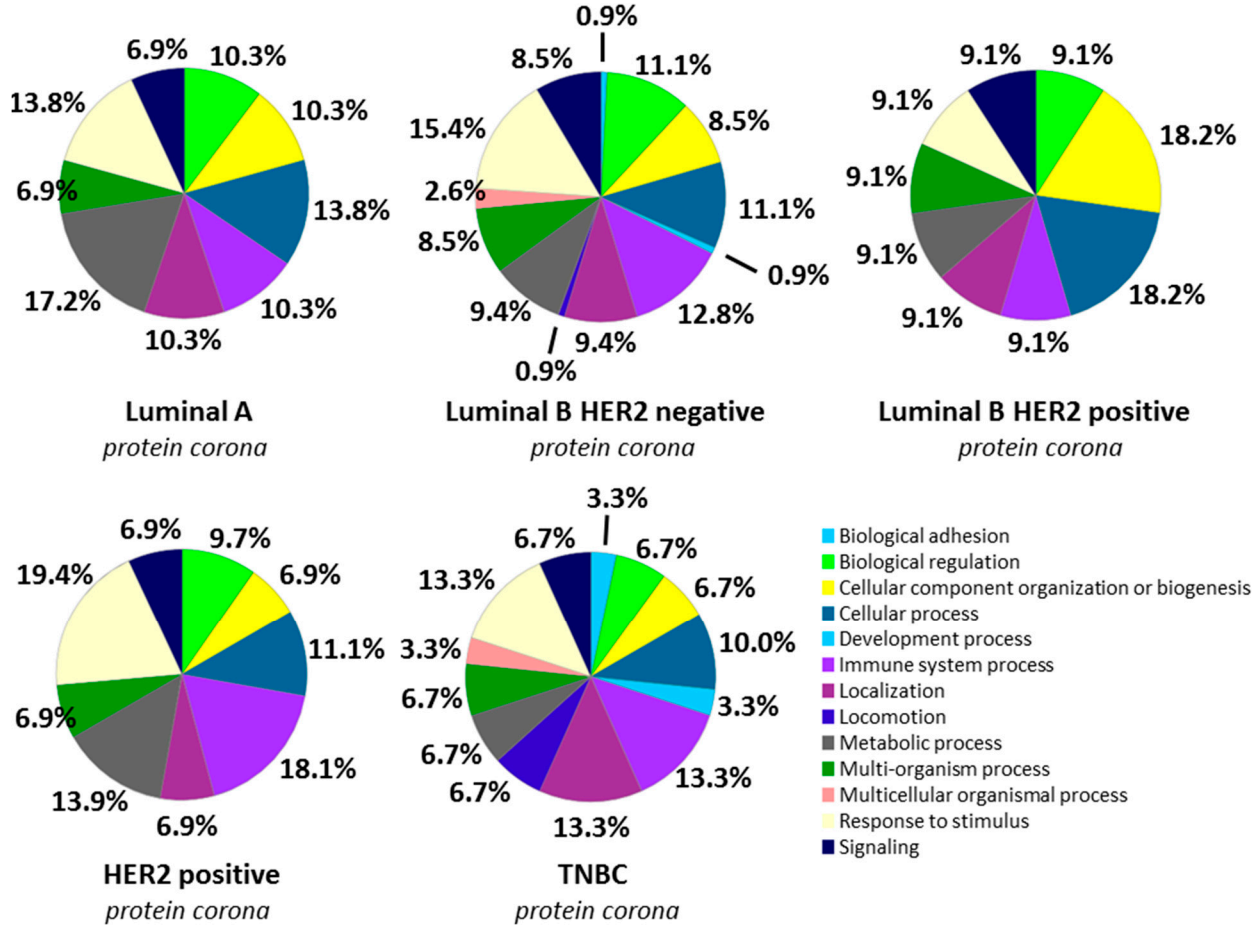 6.9%
10.3%
10.3%
13.8%
10.3%
10.3%
17.2%
6.9%
13.8%
Luminal A
protein corona
0.9%
11.1%
8.5%
11.1%
0.9%
12.8%
9.4%
0.9%
9.4%
8.5%
2.6%
15.4%
8.5%
Luminal B HER2 negative
protein corona
9.1%
9.1%
18.2%
18.2%
9.1%
9.1%
9.1%
9.1%
9.1%
Luminal B HER2 positive
protein corona
6.9%
9.7%
6.9%
11.1%
18.1%
6.9%
13.9%
6.9%
19.4%
HER2 positive
protein corona
3.3%
6.7%
6.7%
10.0%
3.3%
13.3%
13.3%
6.7%
6.7%
6.7%
3.3%
13.3%
6.7%
TNBC
protein corona
Biological adhesion
Biological regulation
Cellular component organization or biogenesis
Cellular process
Development process
Immune system process
Localization
Locomotion
Metabolic process
Multi-organism process
Multicellular organismal process
Response to stimulus
Signaling